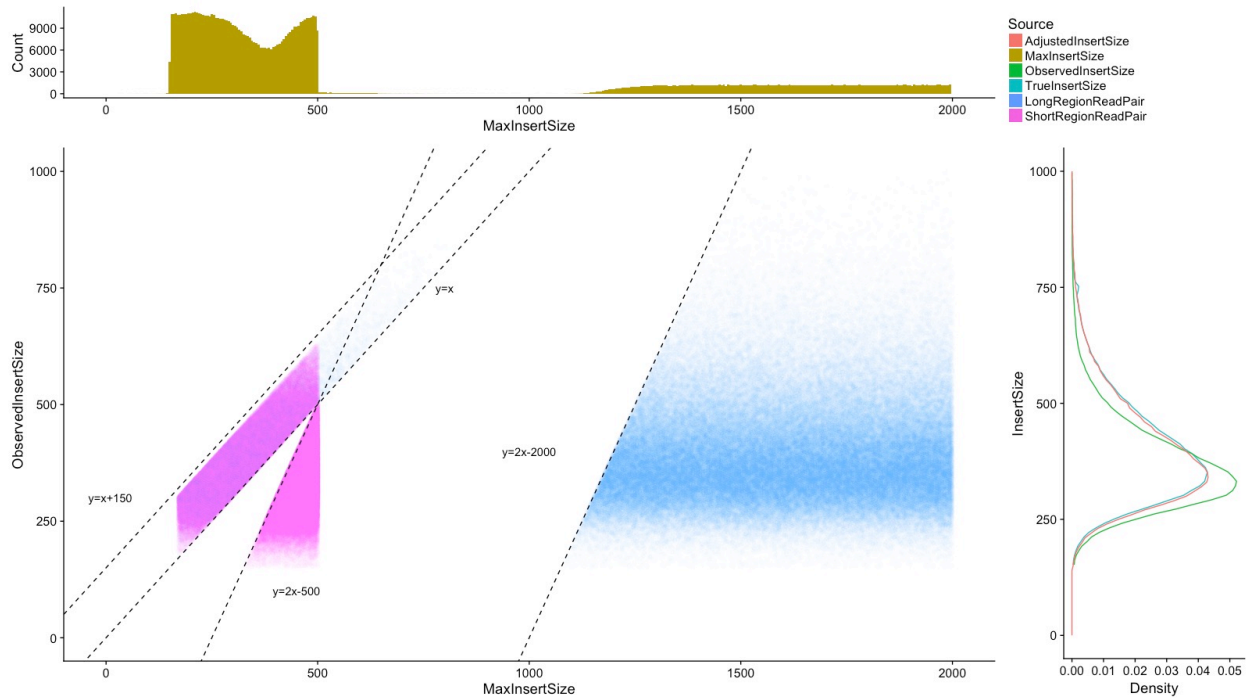 Count
9000
6000
3000
0
0 500 1000 1500 2000
MaxInsertSize
Source
AdjustedInsertSize
MaxInsertSize
ObservedInsertSize
TrueInsertSize
LongRegionReadPair
ShortRegionReadPair
ObservedInsertSize
1000
750
500
250
0
y=x
y=2x-2000
y=x+150
y=2x-500
0 500 1000 1500 2000
MaxInsertSize
InsertSize
1000
750
500
250
0
0.00 0.01 0.02 0.03 0.04 0.05
Density